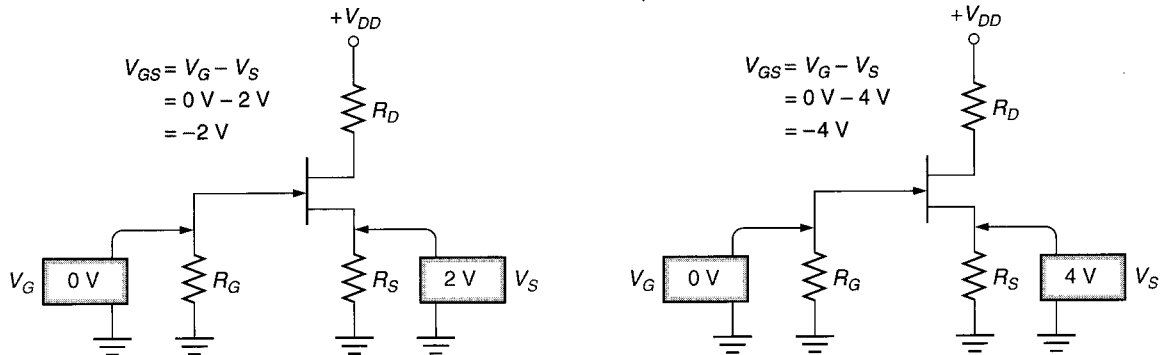 +V_DD
V_GS = V_G − V_S
= 0 V − 2 V
= −2 V
R_D
V_G
0 V
R_G
R_S
2 V
V_S
+V_DD
V_GS = V_G − V_S
= 0 V − 4 V
= −4 V
R_D
V_G
0 V
R_G
R_S
4 V
V_S